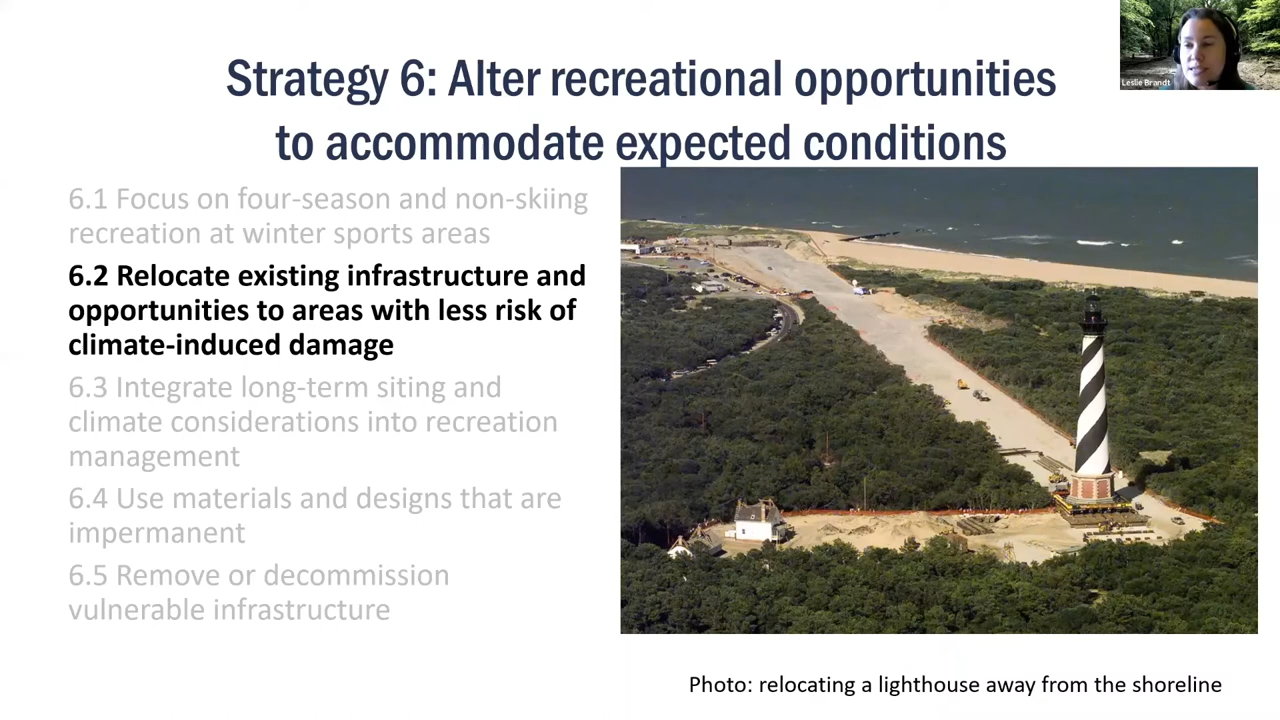 Strategy 6: Alter recreational opportunities
to accommodate expected conditions
Leslie Brandt
6.1 Focus on four-season and non-skiing
recreation at winter sports areas
6.2 Relocate existing infrastructure and
opportunities to areas with less risk of
climate-induced damage
6.3 Integrate long-term siting and
climate considerations into recreation
management
6.4 Use materials and designs that are
impermanent
6.5 Remove or decommission
vulnerable infrastructure
Photo: relocating a lighthouse away from the shoreline